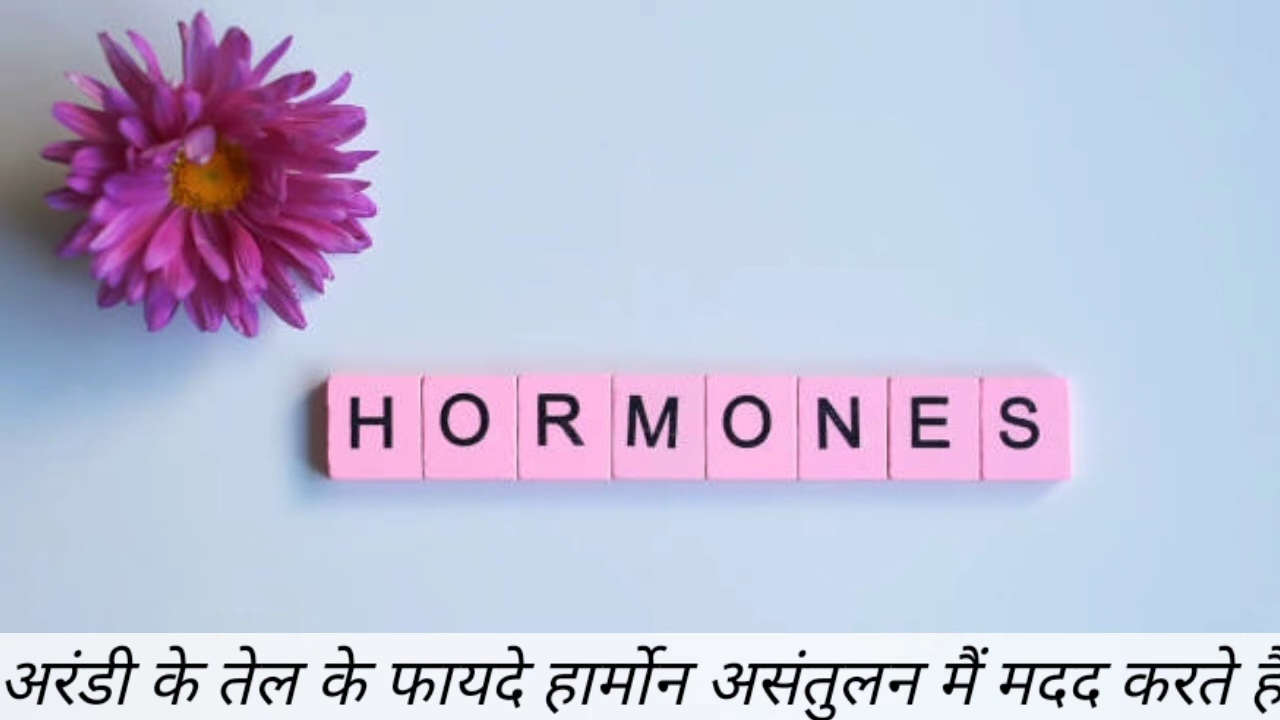 HORMONES
अरंडी के तेल के फायदे हार्मोन असंतुलन मैं मदद करते है